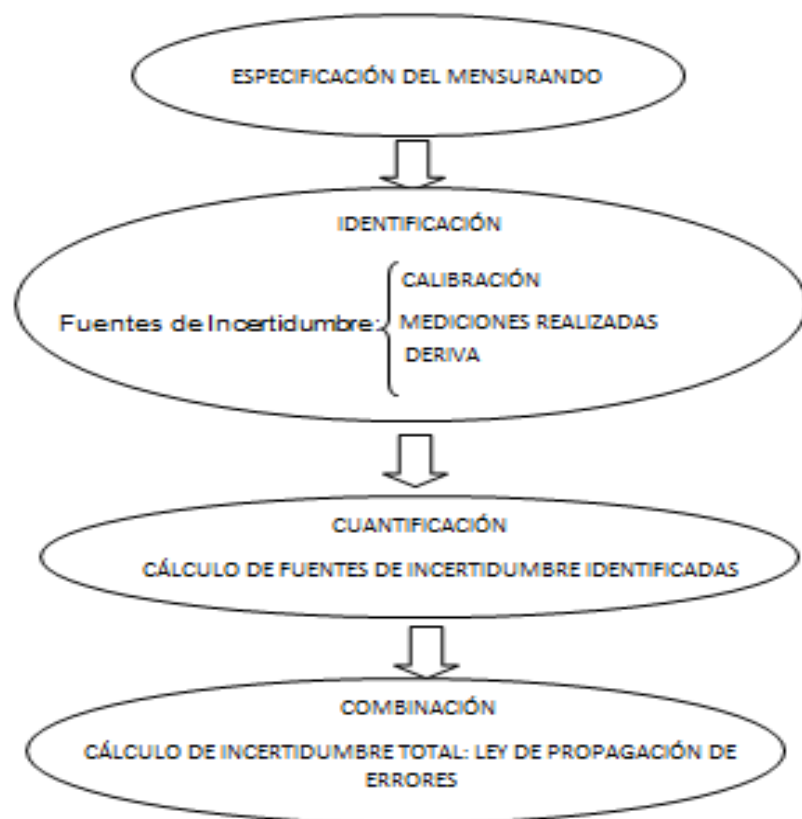 ESPECIFICACIÓN DEL MENSURANDO
IDENTIFICACIÓN
CALIBRACIÓN
Fuentes de Incertidumbre: MEDICIONES REALIZADAS
DERIVA
CUANTIFICACIÓN
CÁLCULO DE FUENTES DE INCERTIDUMBRE IDENTIFICADAS
COMBINACIÓN
CÁLCULO DE INCERTIDUMBRE TOTAL: LEY DE PROPAGACIÓN DE
ERRORES